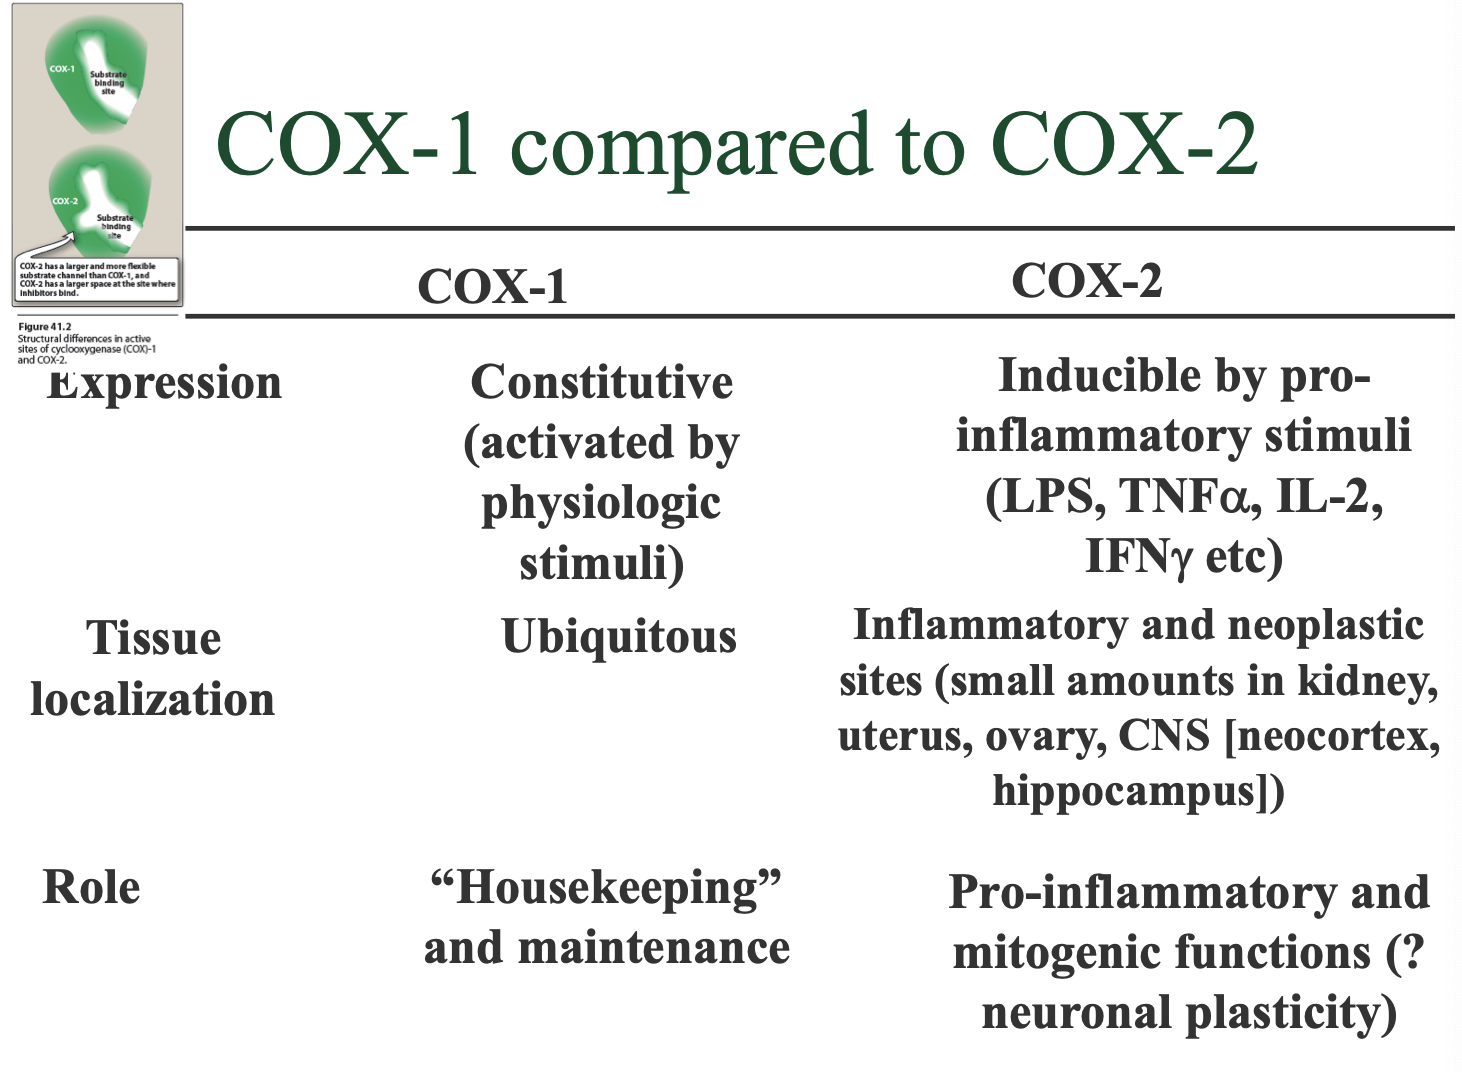 COX-1
Substrate
binding
site
COX-2
Substrate
binding
site
COX-2 has a larger and more flexible
substrate channel than COX-1, and
COX-2 has a larger space at the site where
inhibitors bind.
Figure 41.2
Structural differences in active
sites of cyclooxygenase (COX)-1
and COX-2.
COX-1 compared to COX-2
COX-1
COX-2
Expression
Constitutive
(activated by
physiologic
stimuli)
Inducible by pro-
inflammatory stimuli
(LPS, TNFα, IL-2,
IFNγ etc)
Tissue
localization
Ubiquitous
Inflammatory and neoplastic
sites (small amounts in kidney,
uterus, ovary, CNS [neocortex,
hippocampus])
Role
“Housekeeping”
and maintenance
Pro-inflammatory and
mitogenic functions (?
neuronal plasticity)